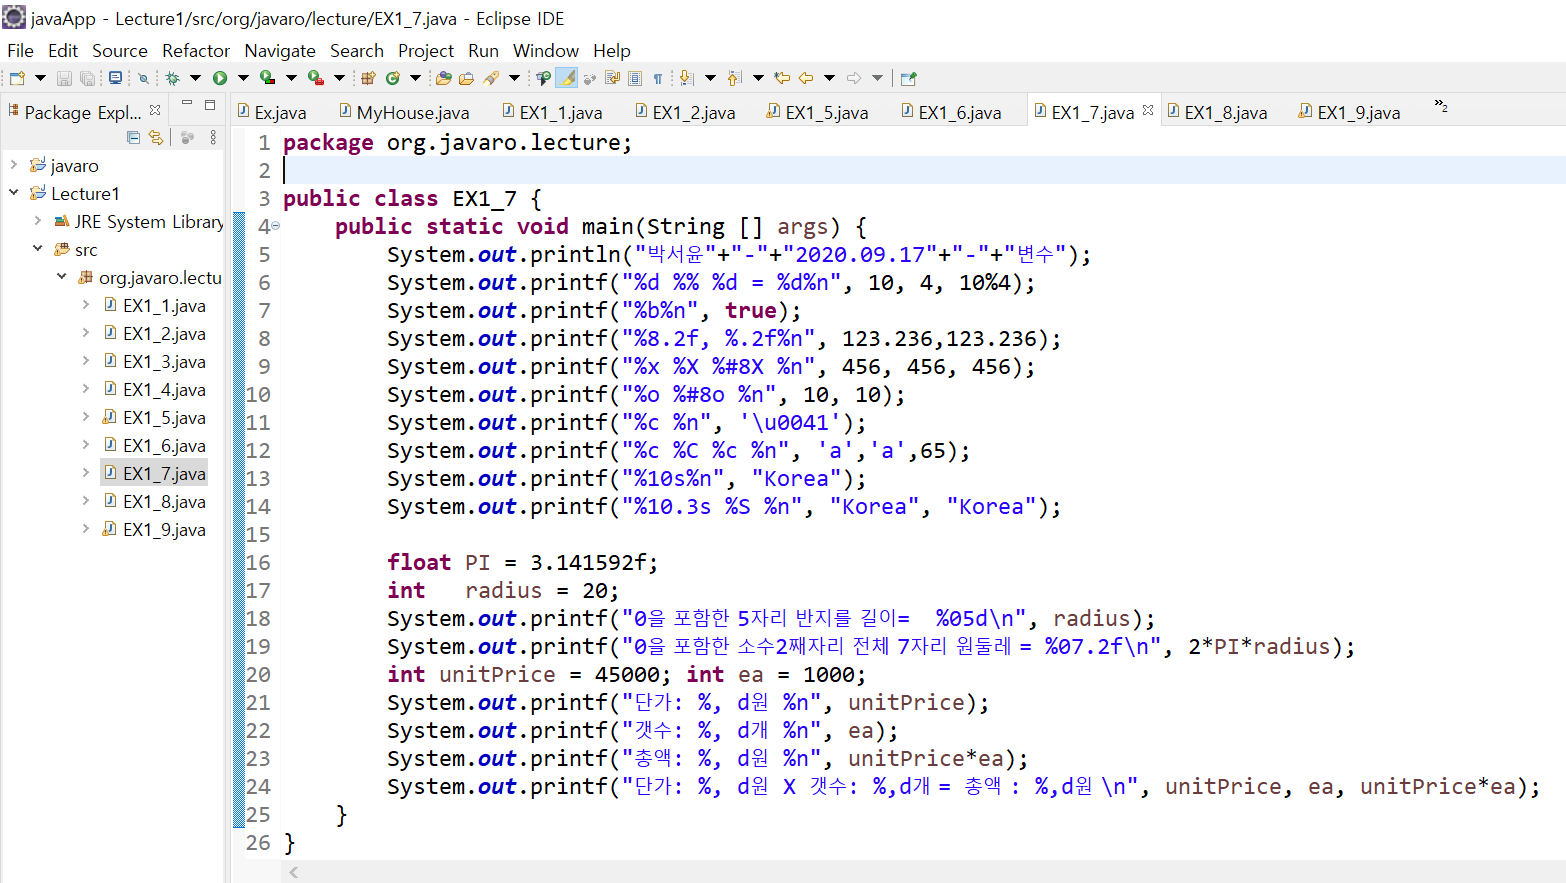 javaApp - Lecture1/src/org/javaro/lecture/EX1_7.java - Eclipse IDE
File Edit Source Refactor Navigate Search Project Run Window Help
Package Expl...
Ex.java MyHouse.java EX1_1.java EX1_2.java EX1_5.java EX1_6.java EX1_7.java EX1_8.java EX1_9.java »2
javaro
Lecture1
JRE System Library
src
org.javaro.lectu
EX1_1.java
EX1_2.java
EX1_3.java
EX1_4.java
EX1_5.java
EX1_6.java
EX1_7.java
EX1_8.java
EX1_9.java
1 package org.javaro.lecture;
2
3 public class EX1_7 {
4 public static void main(String [] args) {
5 System.out.println("박서윤"+"-"+"2020.09.17"+"-"+"변수");
6 System.out.printf("%d %% %d = %d%n", 10, 4, 10%4);
7 System.out.printf("%b%n", true);
8 System.out.printf("%8.2f, %.2f%n", 123.236,123.236);
9 System.out.printf("%x %X %#8X %n", 456, 456, 456);
10 System.out.printf("%o %#8o %n", 10, 10);
11 System.out.printf("%c %n", '\u0041');
12 System.out.printf("%c %C %c %n", 'a','a',65);
13 System.out.printf("%10s%n", "Korea");
14 System.out.printf("%10.3s %S %n", "Korea", "Korea");
15
16 float PI = 3.141592f;
17 int radius = 20;
18 System.out.printf("0을 포함한 5자리 반지를 길이= %05d\n", radius);
19 System.out.printf("0을 포함한 소수2째자리 전체 7자리 원둘레 = %07.2f\n", 2*PI*radius);
20 int unitPrice = 45000; int ea = 1000;
21 System.out.printf("단가: %, d원 %n", unitPrice);
22 System.out.printf("갯수: %, d개 %n", ea);
23 System.out.printf("총액: %, d원 %n", unitPrice*ea);
24 System.out.printf("단가: %, d원 X 갯수: %,d개 = 총액 : %,d원 \n", unitPrice, ea, unitPrice*ea);
25 }
26 }